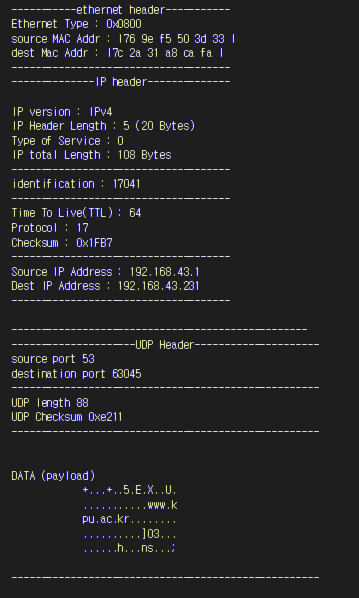 -----------ethernet header-----------
Ethernet Type : 0x0800
source MAC Addr : |76 9e f5 50 3d 33 |
dest Mac Addr : |7c 2a 31 a8 ca fa |
-------------------------------------
--------------IP header--------------
IP version : IPv4
IP Header Length : 5 (20 Bytes)
Type of Service : 0
IP total Length : 108 Bytes
-------------------------------------
identification : 17041
-------------------------------------
Time To Live(TTL) : 64
Protocol : 17
Checksum : 0x1FB7
-------------------------------------
Source IP Address : 192.168.43.1
Dest IP Address : 192.168.43.231
-------------------------------------
--------------------------------------------------
---------------------UDP Header---------------------
source port 53
destination port 63045
----------------------------------------------------
UDP length 88
UDP Checksum 0xe211
----------------------------------------------------
DATA (payload)
+...+..5.E.X..U.
...........www.k
pu.ac.kr........
..........]O3...
......h...ns...;
----------------------------------------------------